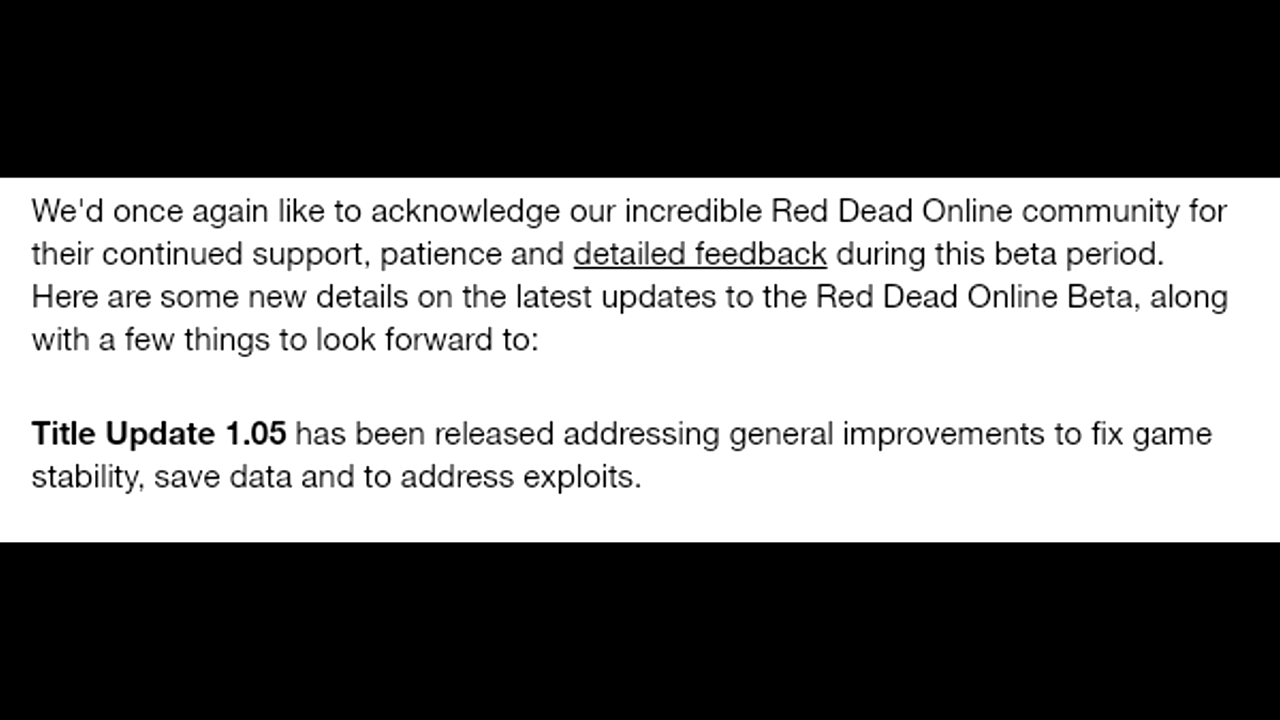 We'd once again like to acknowledge our incredible Red Dead Online community for
their continued support, patience and detailed feedback during this beta period.
Here are some new details on the latest updates to the Red Dead Online Beta, along
with a few things to look forward to:
Title Update 1.05 has been released addressing general improvements to fix game
stability, save data and to address exploits.